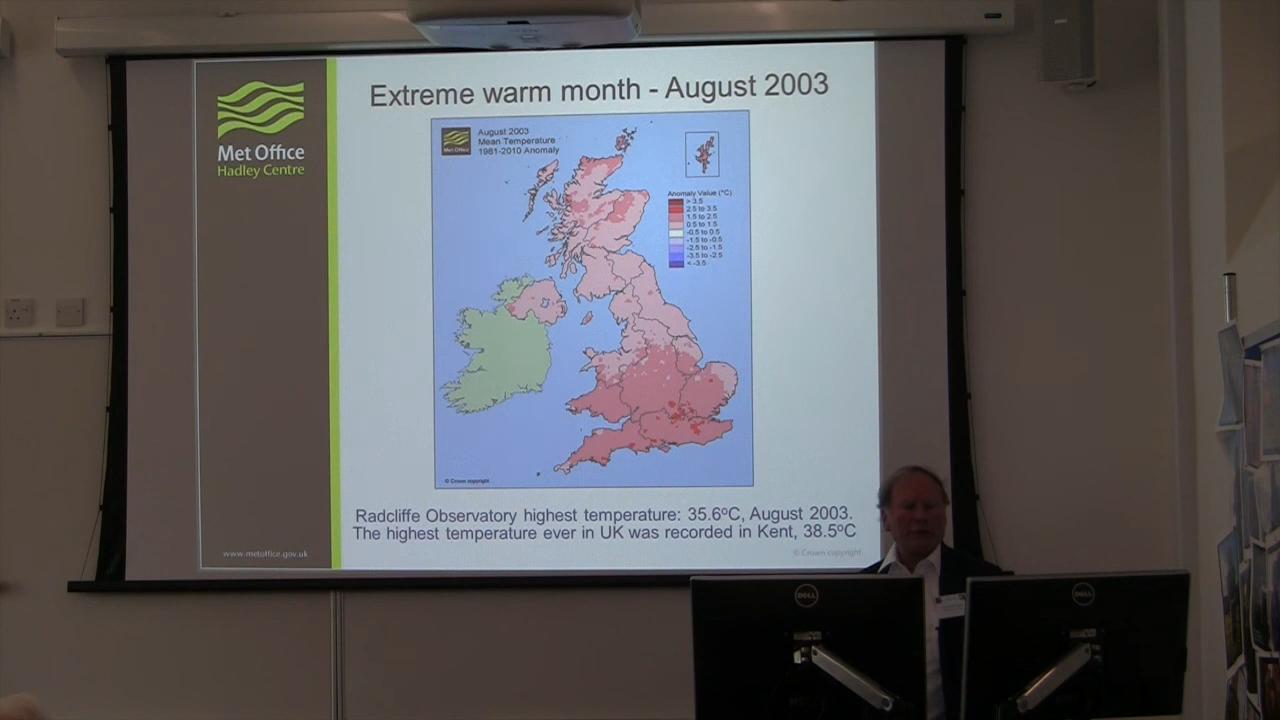 Extreme warm month - August 2003
Met Office
Hadley Centre
August 2003
Mean Temperature
1981-2010 Anomaly
Anomaly Value (°C)
> 3.5
2.5 to 3.5
1.5 to 2.5
0.5 to 1.5
-0.5 to 0.5
-1.5 to -0.5
-2.5 to -1.5
-3.5 to -2.5
< -3.5
© Crown copyright
Radcliffe Observatory highest temperature: 35.6ºC, August 2003.
The highest temperature ever in UK was recorded in Kent, 38.5ºC
www.metoffice.gov.uk
© Crown copyright
DELL
DELL